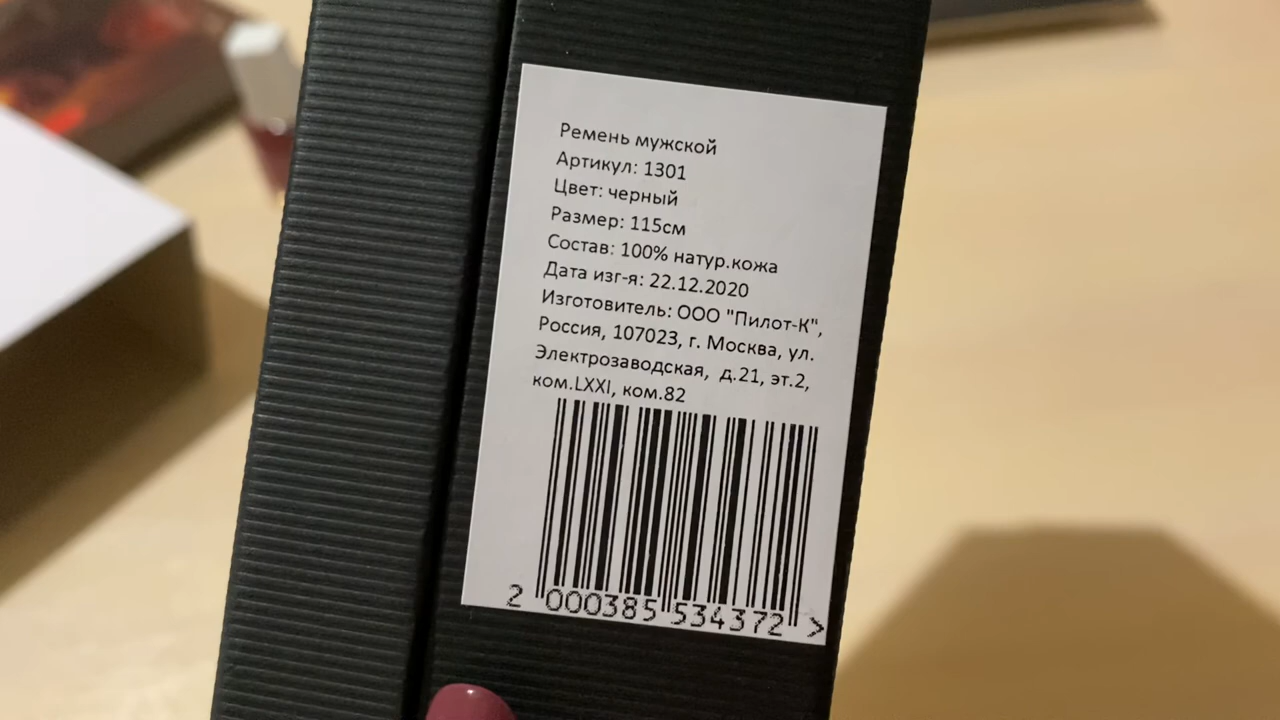 Ремень мужской
Артикул: 1301
Цвет: черный
Размер: 115см
Состав: 100% натур.кожа
Дата изг-я: 22.12.2020
Изготовитель: ООО "Пилот-К",
Россия, 107023, г. Москва, ул.
Электрозаводская, д.21, эт.2,
ком.LXXI, ком.82
2 000385 534372 >